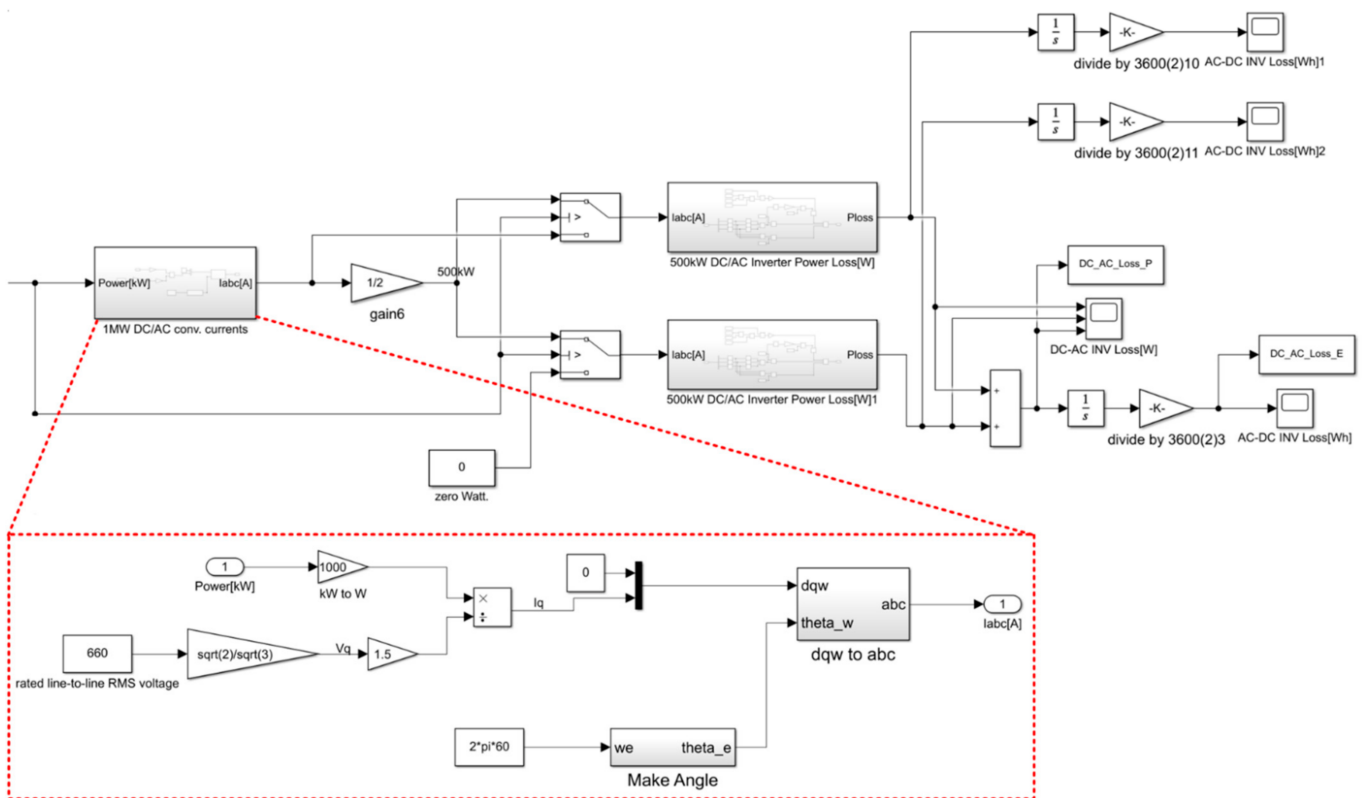 1
s
-K-
divide by 3600(2)10
AC-DC INV Loss[Wh]1
1
s
-K-
divide by 3600(2)11
AC-DC INV Loss[Wh]2
Power[kW]
Iabc[A]
1MW DC/AC conv. currents
1/2
gain6
500kW
>
Iabc[A]
Ploss
500kW DC/AC Inverter Power Loss[W]
>
Iabc[A]
Ploss
500kW DC/AC Inverter Power Loss[W]1
0
zero Watt.
DC_AC_Loss_P
DC-AC INV Loss[W]
+
+
1
s
-K-
divide by 3600(2)3
DC_AC_Loss_E
AC-DC INV Loss[Wh]
1
Power[kW]
1000
kW to W
660
rated line-to-line RMS voltage
sqrt(2)/sqrt(3)
Vq
1.5
×
÷
Iq
0
dqw
theta_w
abc
dqw to abc
1
Iabc[A]
2*pi*60
we
theta_e
Make Angle